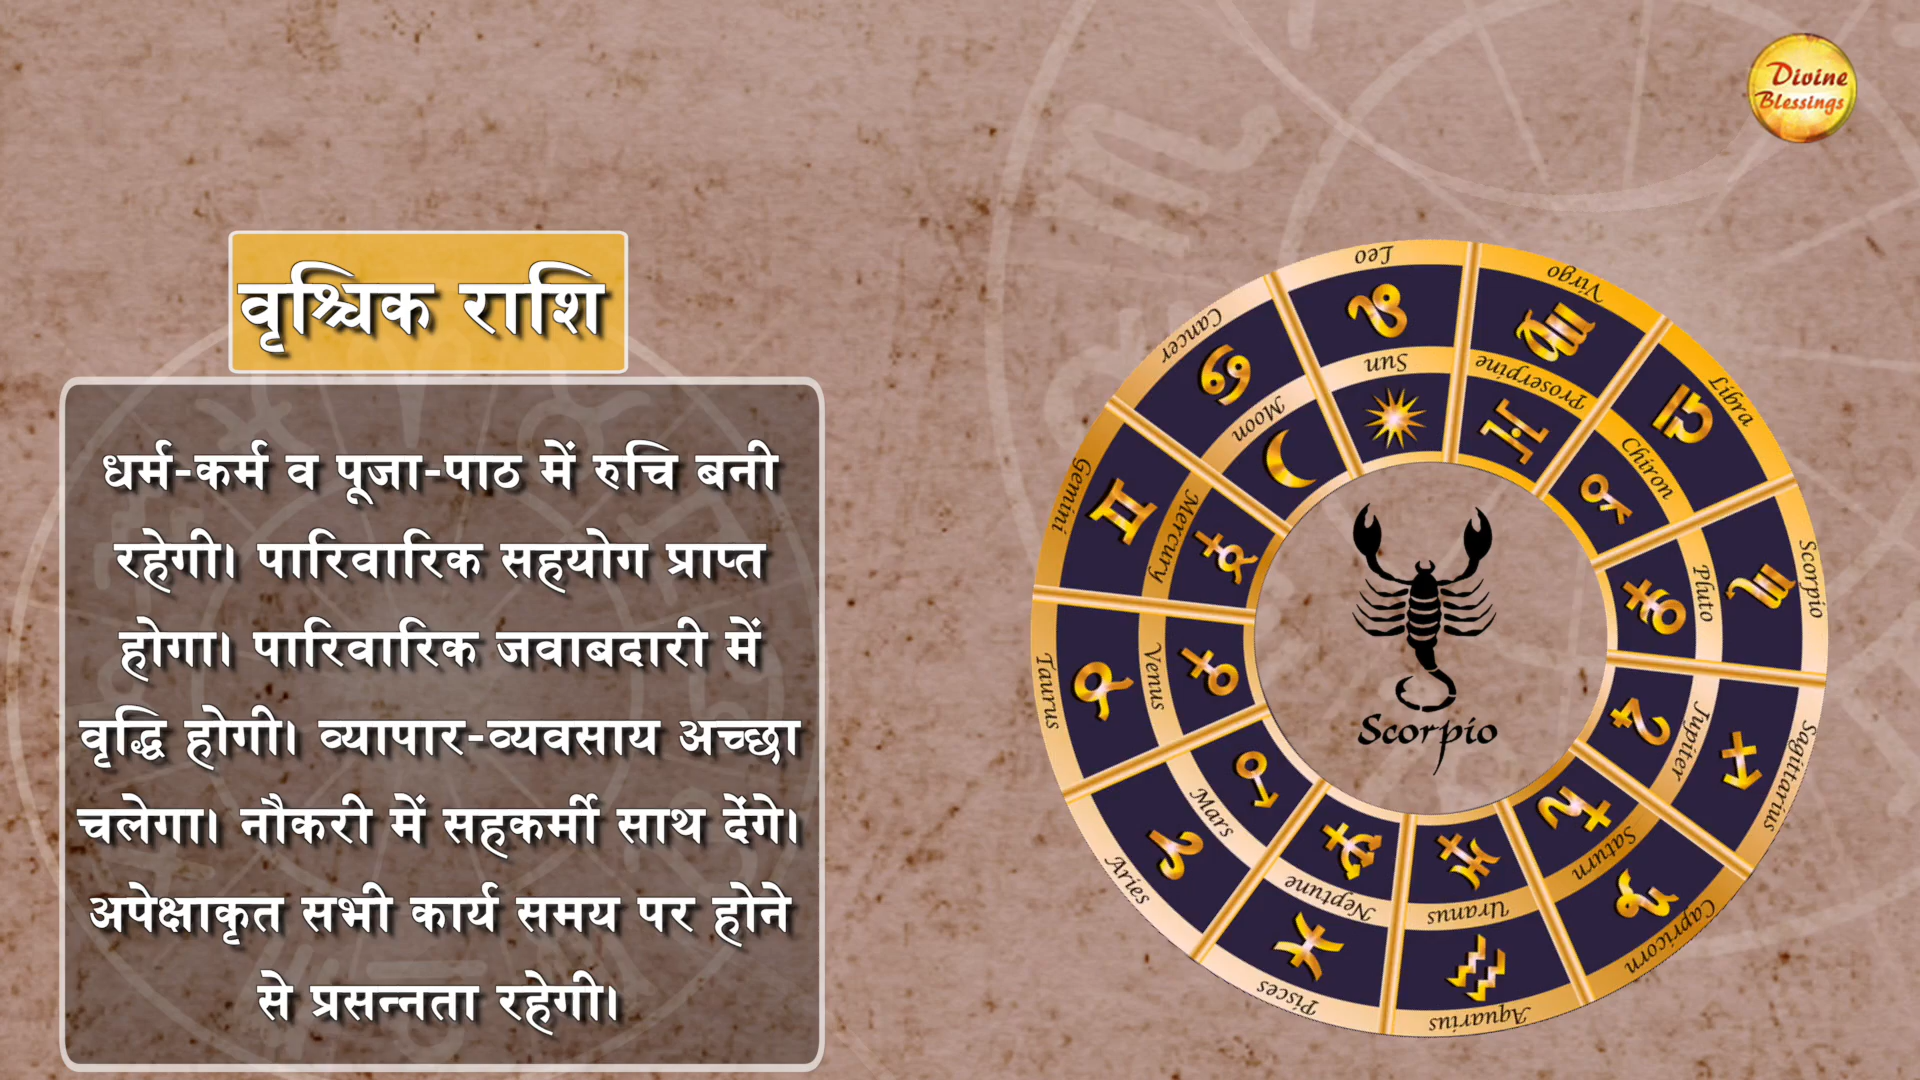 Divine
Blessings
वृश्चिक राशि
धर्म-कर्म व पूजा-पाठ में रुचि बनी
रहेगी। पारिवारिक सहयोग प्राप्त
होगा। पारिवारिक जवाबदारी में
वृद्धि होगी। व्यापार-व्यवसाय अच्छा
चलेगा। नौकरी में सहकर्मी साथ देंगे।
अपेक्षाकृत सभी कार्य समय पर होने
से प्रसन्नता रहेगी।
Leo
Virgo
Libra
Scorpio
Sagittarius
Capricorn
Aquarius
Pisces
Aries
Taurus
Gemini
Cancer
Sun
Proserpine
Chiron
Pluto
Jupiter
Saturn
Uranus
Neptune
Mars
Venus
Mercury
Moon
Scorpio